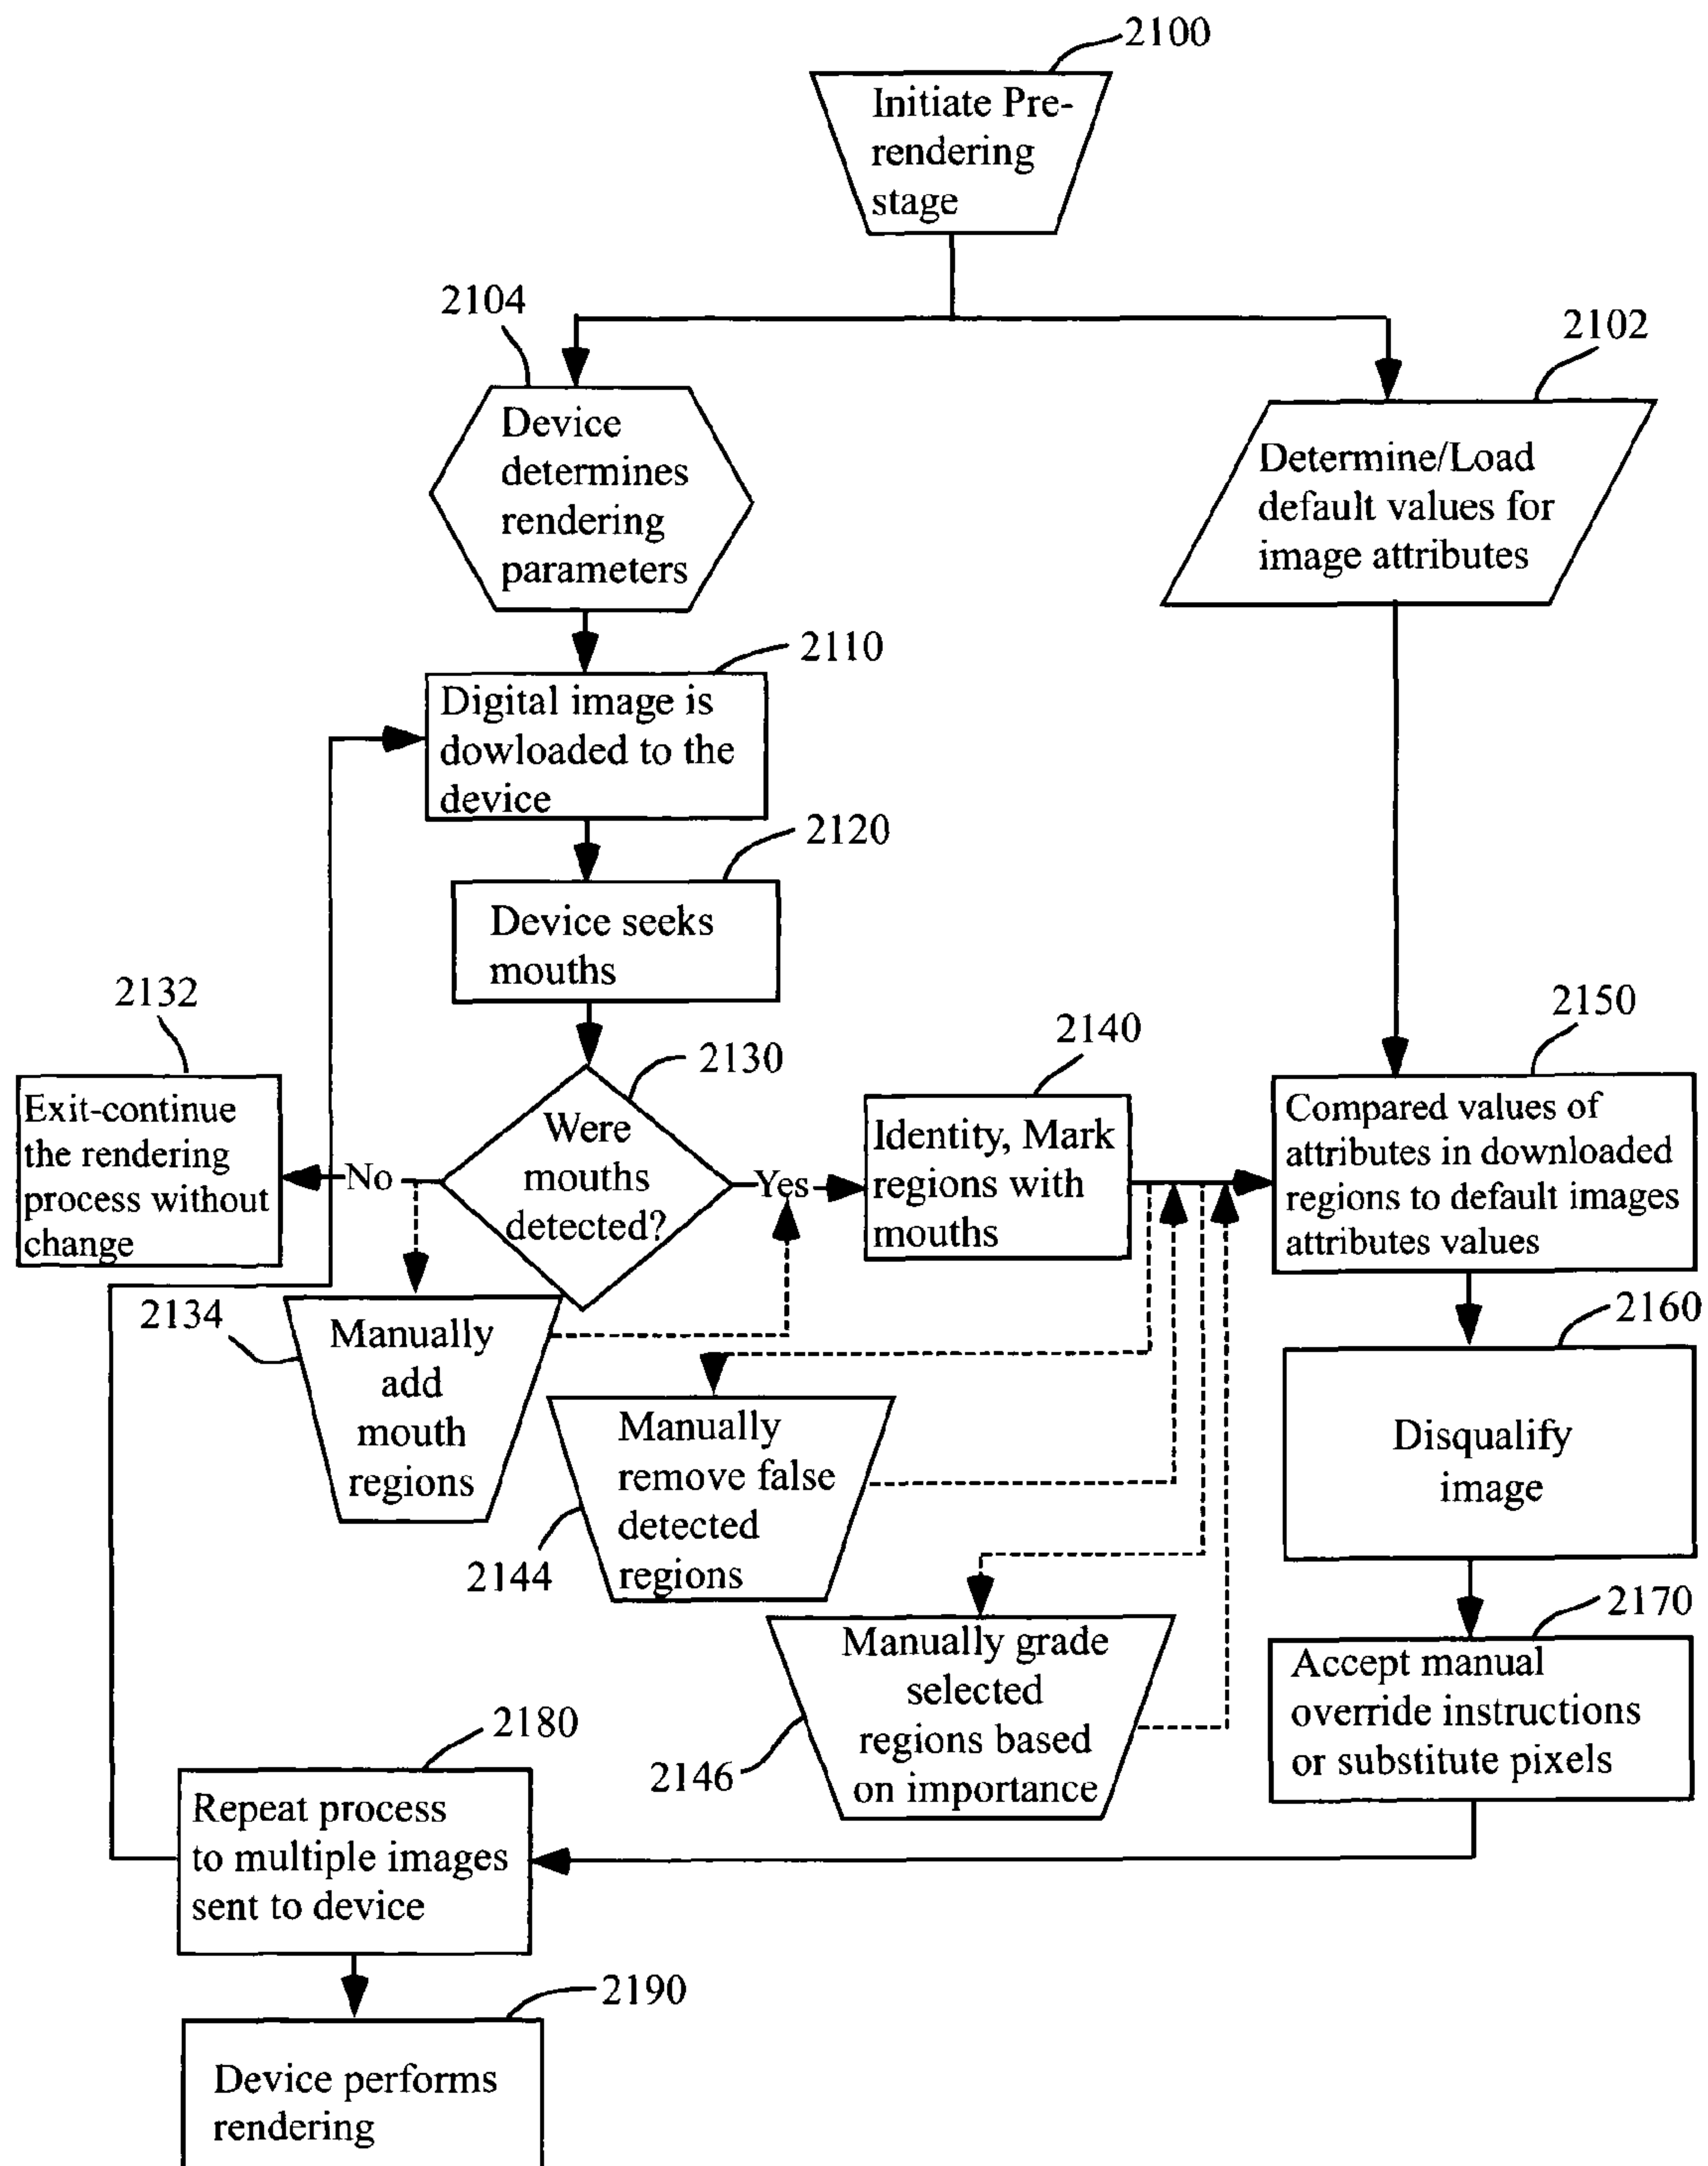 2100
Initiate Pre-
rendering
stage
2104
2102
Device
determines
rendering
parameters
Determine/Load
default values for
image attributes
2110
Digital image is
dowloaded to the
device
2120
Device seeks
mouths
2132
Exit-continue
the rendering
process without
change
2130
Were
mouths
detected?
No
Yes
2140
Identity, Mark
regions with
mouths
2150
Compared values of
attributes in downloaded
regions to default images
attributes values
2134
Manually
add
mouth
regions
2144
Manually
remove false
detected
regions
2160
Disqualify
image
2146
Manually grade
selected
regions based
on importance
2170
Accept manual
override instructions
or substitute pixels
2180
Repeat process
to multiple images
sent to device
2190
Device performs
rendering